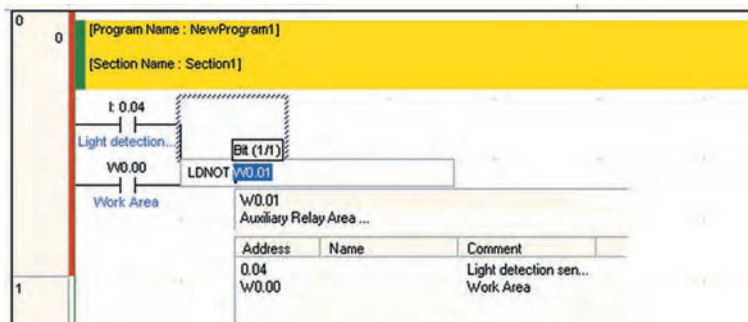 0
0
[Program Name : NewProgram1]
[Section Name : Section1]
I: 0.04
Light detection...
Bit (1/1)
W0.00
LDNOT W0.01
Work Area
W0.01
Auxiliary Relay Area ...
Address Name Comment
0.04 Light detection sen...
W0.00 Work Area
1